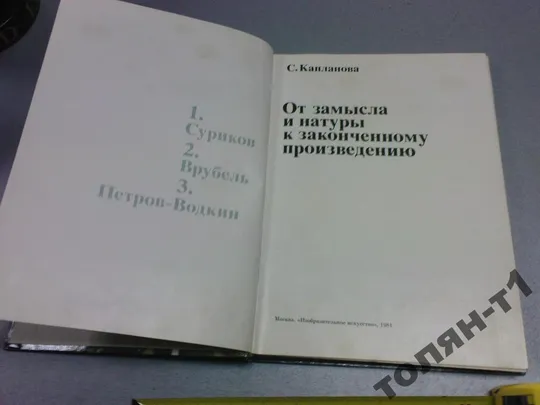 1.
Суриков
2.
Врубель
3.
Петров-Водкин
С. Капланова
От замысла
и натуры
к законченному
произведению
Москва, «Изобразительное искусство», 1981
толян-т1